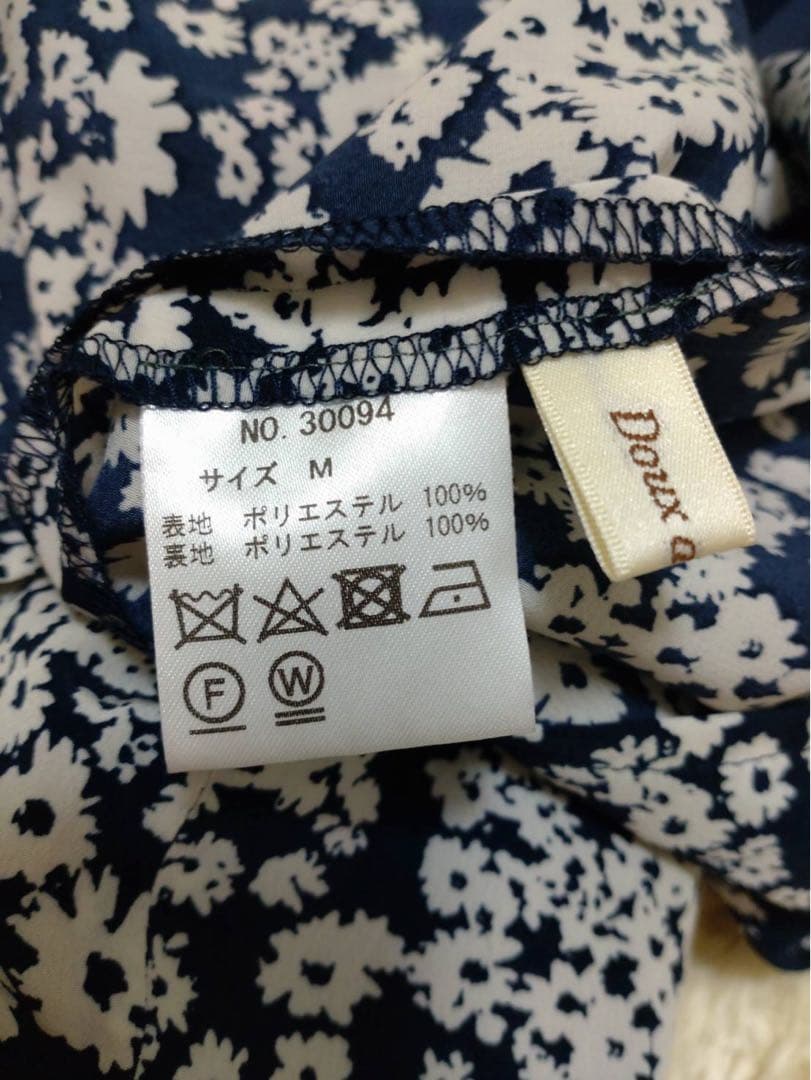 NO. 30094
サイズ M
表地 ポリエステル 100%
裏地 ポリエステル 100%
F
W
Doux